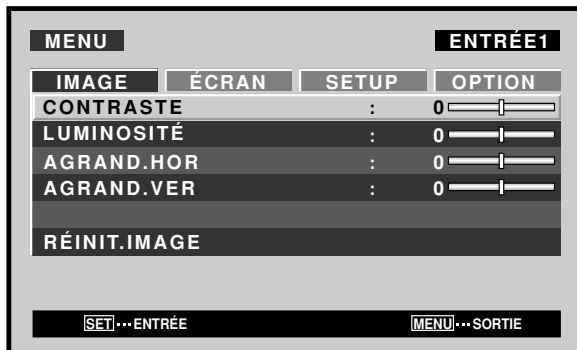 MENU ENTRÉE1
IMAGE ÉCRAN SETUP OPTION
CONTRASTE : 0
LUMINOSITÉ : 0
AGRAND.HOR : 0
AGRAND.VER : 0
RÉINIT.IMAGE
SET···ENTRÉE MENU···SORTIE